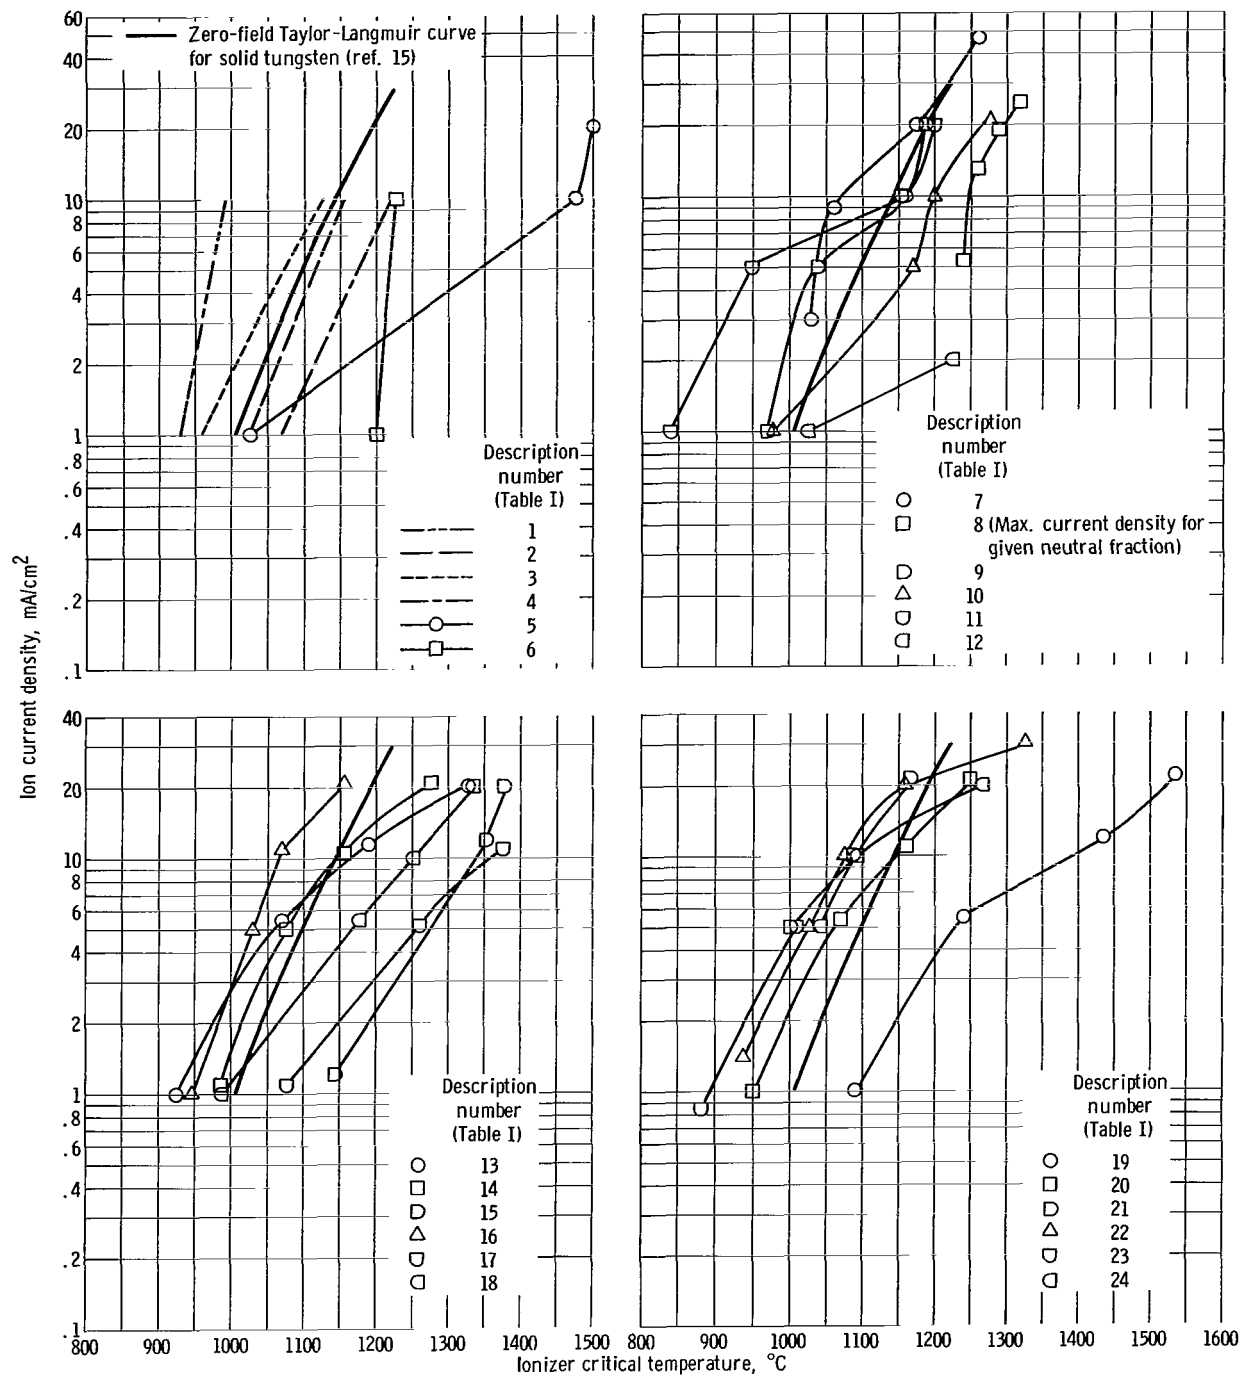 60
40
20
10
8
6
4
2
1
.8
.6
.4
.2
.1
Zero-field Taylor-Langmuir curve
for solid tungsten (ref. 15)
Description
number
(Table I)
1
2
3
4
5
6
Description
number
(Table I)
7
8 (Max. current density for
given neutral fraction)
9
10
11
12
Ion current density, mA/cm2
40
20
10
8
6
4
2
1
.8
.6
.4
.2
.1
Description
number
(Table I)
13
14
15
16
17
18
Description
number
(Table I)
19
20
21
22
23
24
800 900 1000 1100 1200 1300 1400 1500
800 900 1000 1100 1200 1300 1400 1500 1600
Ionizer critical temperature, °C